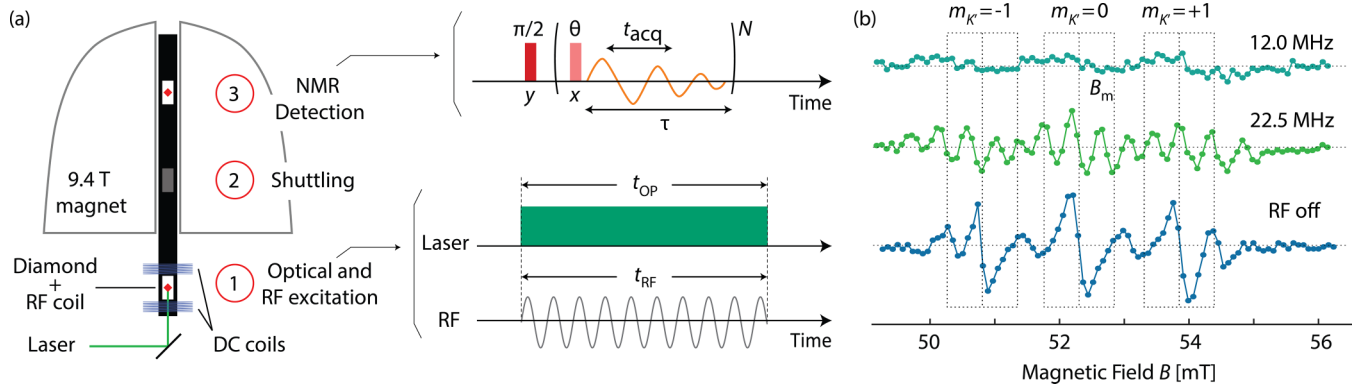 (a)
3
NMR
Detection
2
Shuttling
9.4 T
magnet
Diamond
+
RF coil
1
Optical and
RF excitation
Laser
DC coils
π/2
θ
t_acq
N
y
x
τ
Time
t_OP
Laser
t_RF
RF
Time
(b)
m_K' = -1
m_K' = 0
m_K' = +1
12.0 MHz
B_m
22.5 MHz
RF off
50
52
54
56
Magnetic Field B [mT]